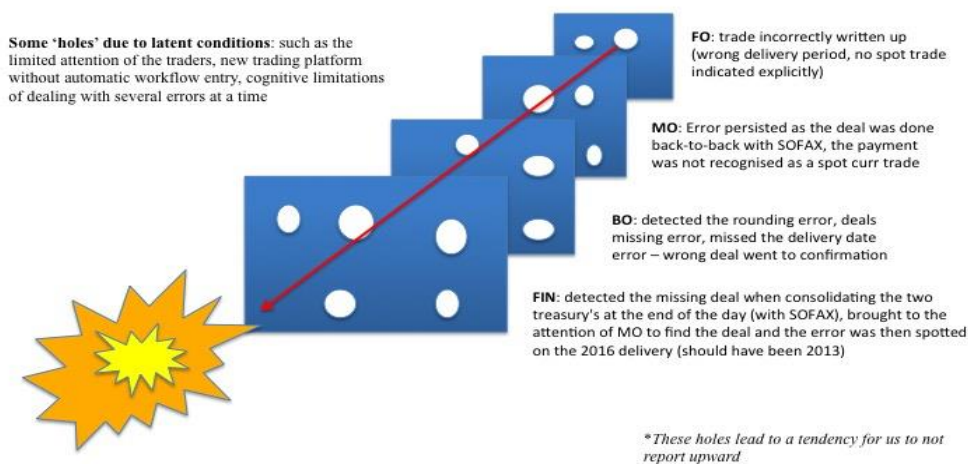 Some 'holes' due to latent conditions: such as the
limited attention of the traders, new trading platform
without automatic workflow entry, cognitive limitations
of dealing with several errors at a time
FO: trade incorrectly written up
(wrong delivery period, no spot trade
indicated explicitly)
MO: Error persisted as the deal was done
back-to-back with SOFAX, the payment
was not recognised as a spot curr trade
BO: detected the rounding error, deals
missing error, missed the delivery date
error – wrong deal went to confirmation
FIN: detected the missing deal when consolidating the two
treasury's at the end of the day (with SOFAX), brought to the
attention of MO to find the deal and the error was then spotted
on the 2016 delivery (should have been 2013)
*These holes lead to a tendency for us to not
report upward